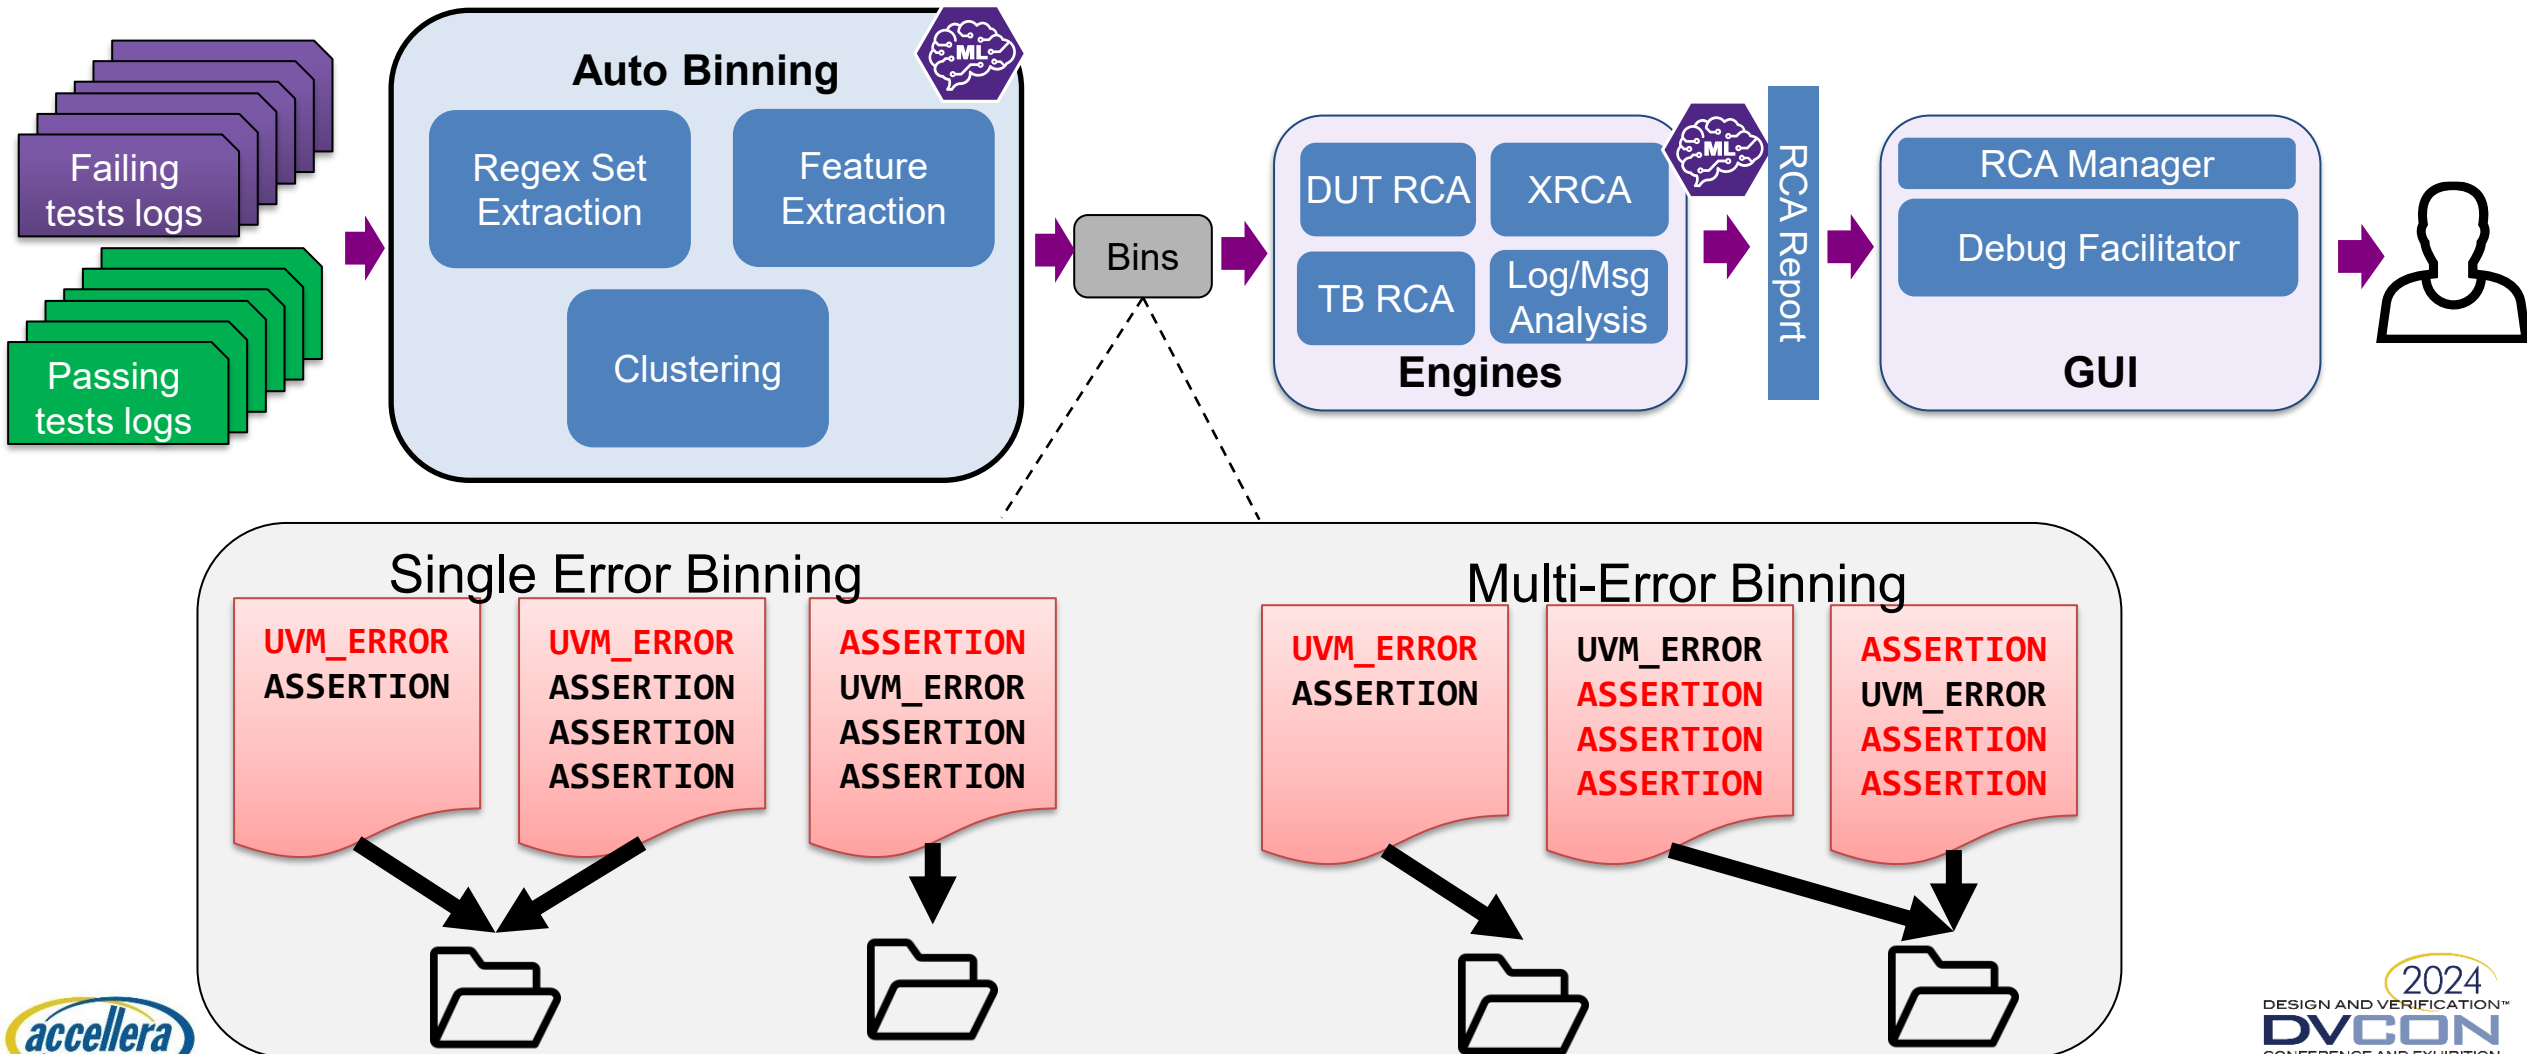 Auto Binning
ML
Failing
tests logs
Passing
tests logs
Regex Set
Extraction
Feature
Extraction
Clustering
Bins
DUT RCA
XRCA
TB RCA
Log/Msg
Analysis
Engines
ML
RCA Report
RCA Manager
Debug Facilitator
GUI
Single Error Binning
UVM_ERROR
ASSERTION
UVM_ERROR
ASSERTION
ASSERTION
ASSERTION
ASSERTION
UVM_ERROR
ASSERTION
ASSERTION
Multi-Error Binning
UVM_ERROR
ASSERTION
UVM_ERROR
ASSERTION
ASSERTION
ASSERTION
ASSERTION
UVM_ERROR
ASSERTION
ASSERTION
accellera
2024
DESIGN AND VERIFICATION™
DVCON
CONFERENCE AND EXHIBITION